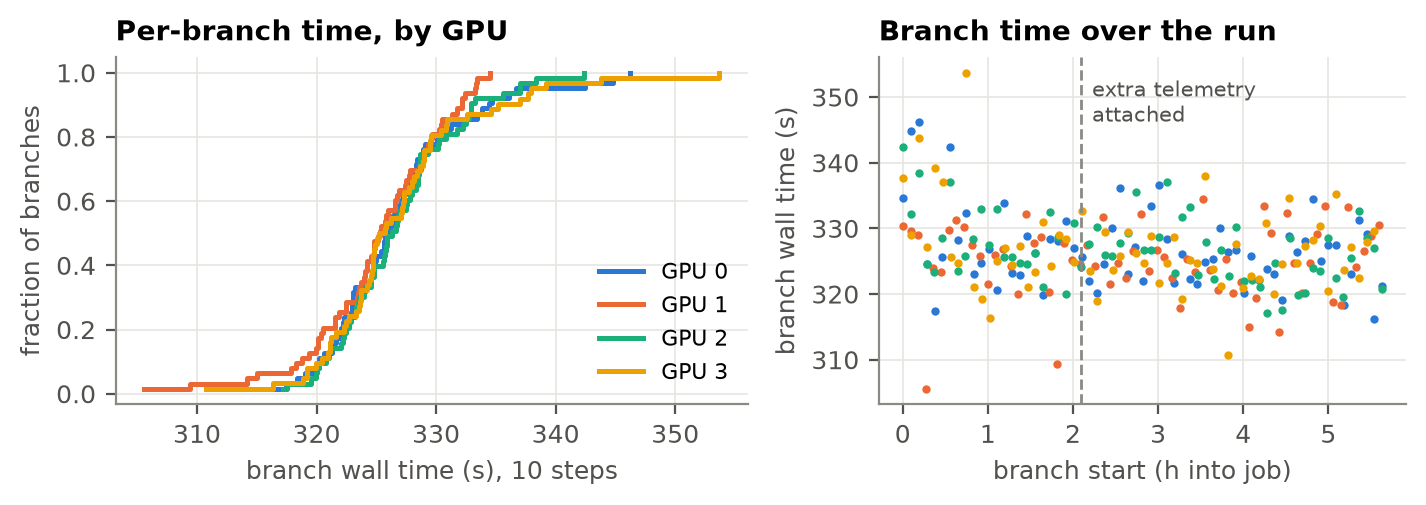 Per-branch time, by GPU
fraction of branches
1.0
0.8
0.6
0.4
0.2
0.0
310
320
330
340
350
branch wall time (s), 10 steps
GPU 0
GPU 1
GPU 2
GPU 3
Branch time over the run
branch wall time (s)
350
340
330
320
310
extra telemetry
attached
0
1
2
3
4
5
branch start (h into job)